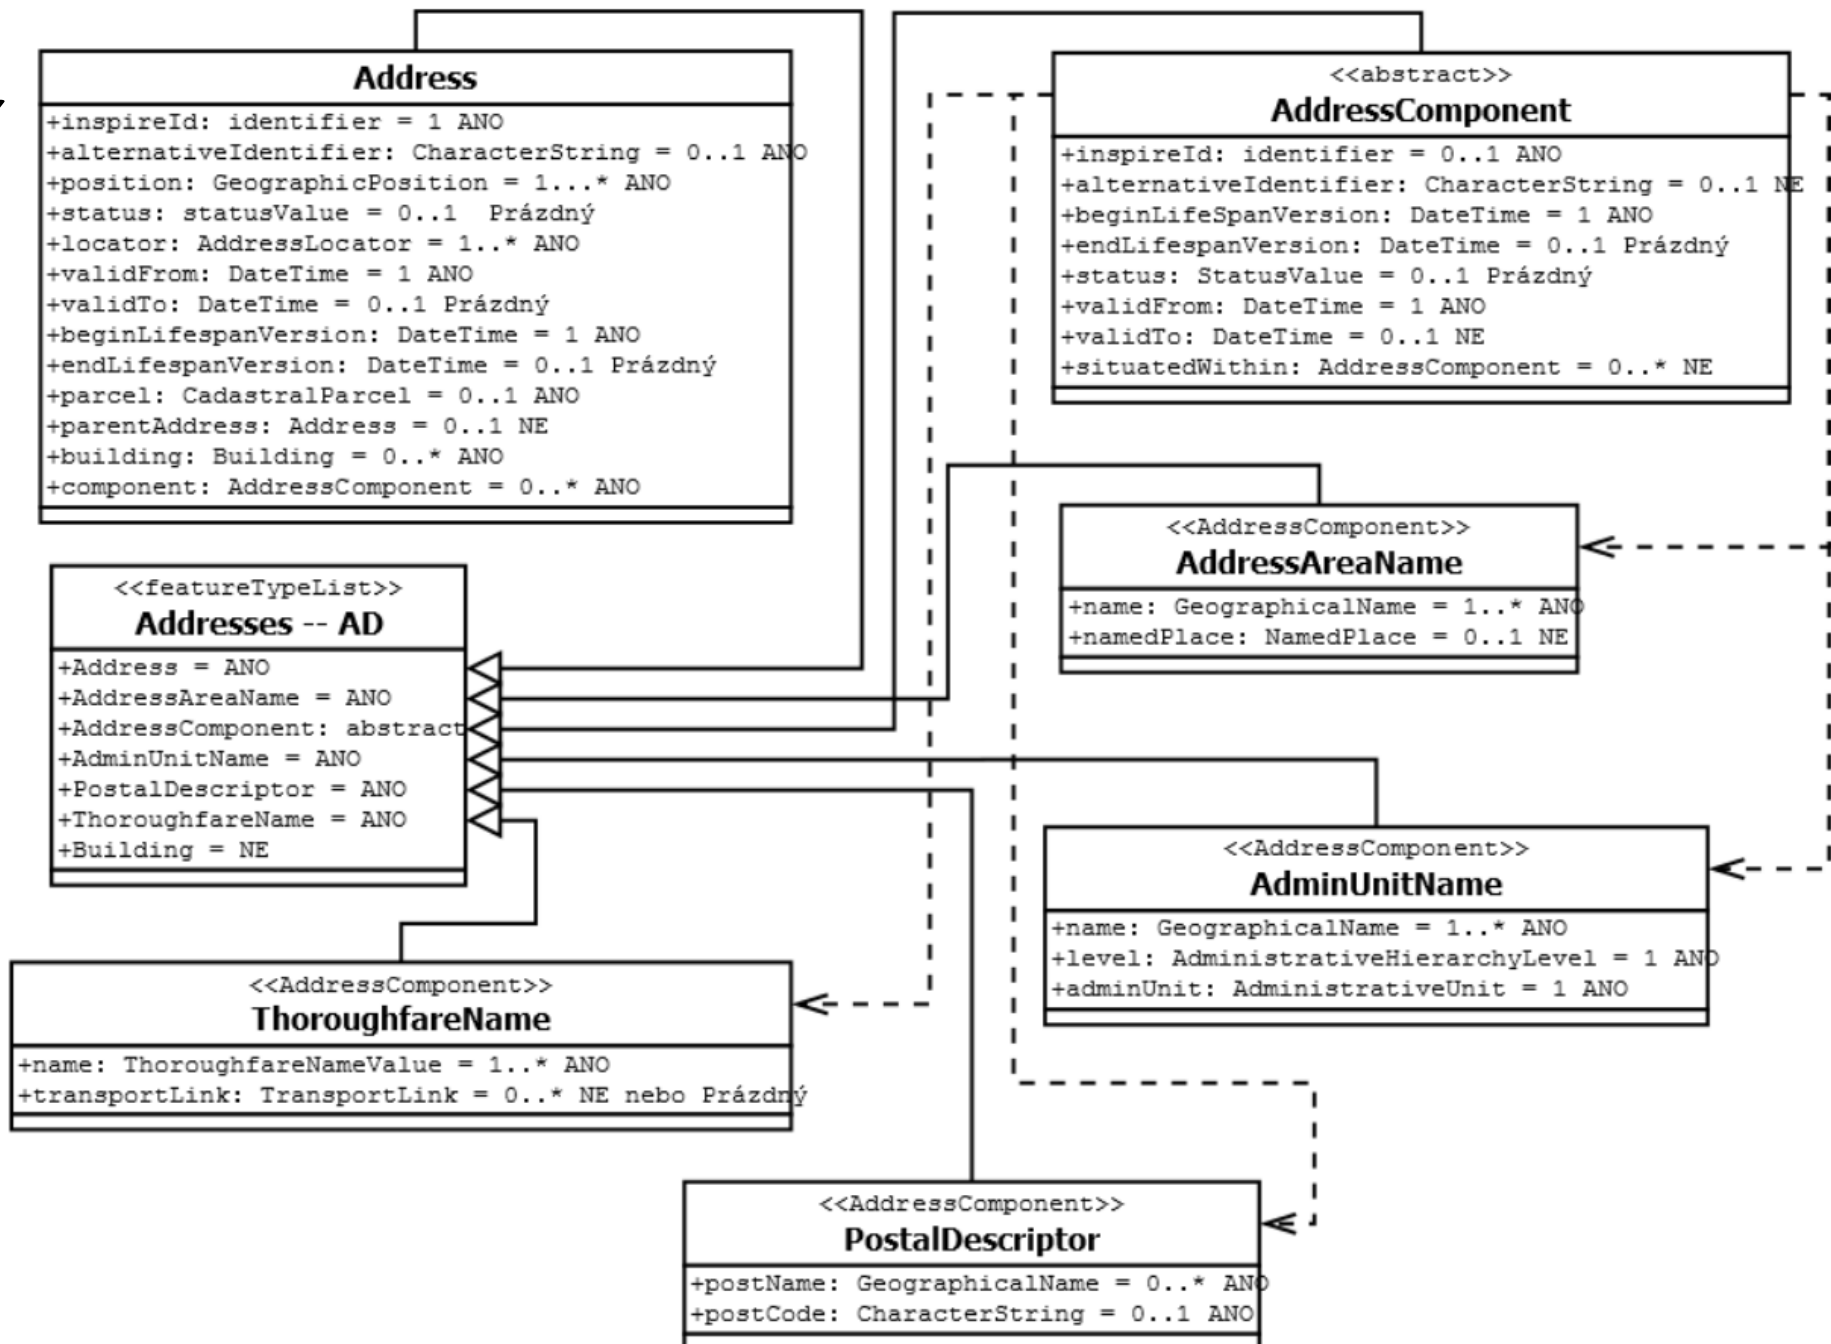 Address
+inspireId: identifier = 1 ANO
+alternativeIdentifier: CharacterString = 0..1 ANO
+position: GeographicPosition = 1...* ANO
+status: statusValue = 0..1  Prázdný
+locator: AddressLocator = 1..* ANO
+validFrom: DateTime = 1 ANO
+validTo: DateTime = 0..1 Prázdný
+beginLifespanVersion: DateTime = 1 ANO
+endLifespanVersion: DateTime = 0..1 Prázdný
+parcel: CadastralParcel = 0..1 ANO
+parentAddress: Address = 0..1 NE
+building: Building = 0..* ANO
+component: AddressComponent = 0..* ANO
<<abstract>>
AddressComponent
+inspireId: identifier = 0..1 ANO
+alternativeIdentifier: CharacterString = 0..1 NE
+beginLifeSpanVersion: DateTime = 1 ANO
+endLifespanVersion: DateTime = 0..1 Prázdný
+status: StatusValue = 0..1 Prázdný
+validFrom: DateTime = 1 ANO
+validTo: DateTime = 0..1 NE
+situatedWithin: AddressComponent = 0..* NE
<<AddressComponent>>
AddressAreaName
+name: GeographicalName = 1..* ANO
+namedPlace: NamedPlace = 0..1 NE
<<featureTypeList>>
Addresses -- AD
+Address = ANO
+AddressAreaName = ANO
+AddressComponent: abstract
+AdminUnitName = ANO
+PostalDescriptor = ANO
+ThoroughfareName = ANO
+Building = NE
<<AddressComponent>>
AdminUnitName
+name: GeographicalName = 1..* ANO
+level: AdministrativeHierarchyLevel = 1 ANO
+adminUnit: AdministrativeUnit = 1 ANO
<<AddressComponent>>
ThoroughfareName
+name: ThoroughfareNameValue = 1..* ANO
+transportLink: TransportLink = 0..* NE nebo Prázdný
<<AddressComponent>>
PostalDescriptor
+postName: GeographicalName = 0..* ANO
+postCode: CharacterString = 0..1 ANO